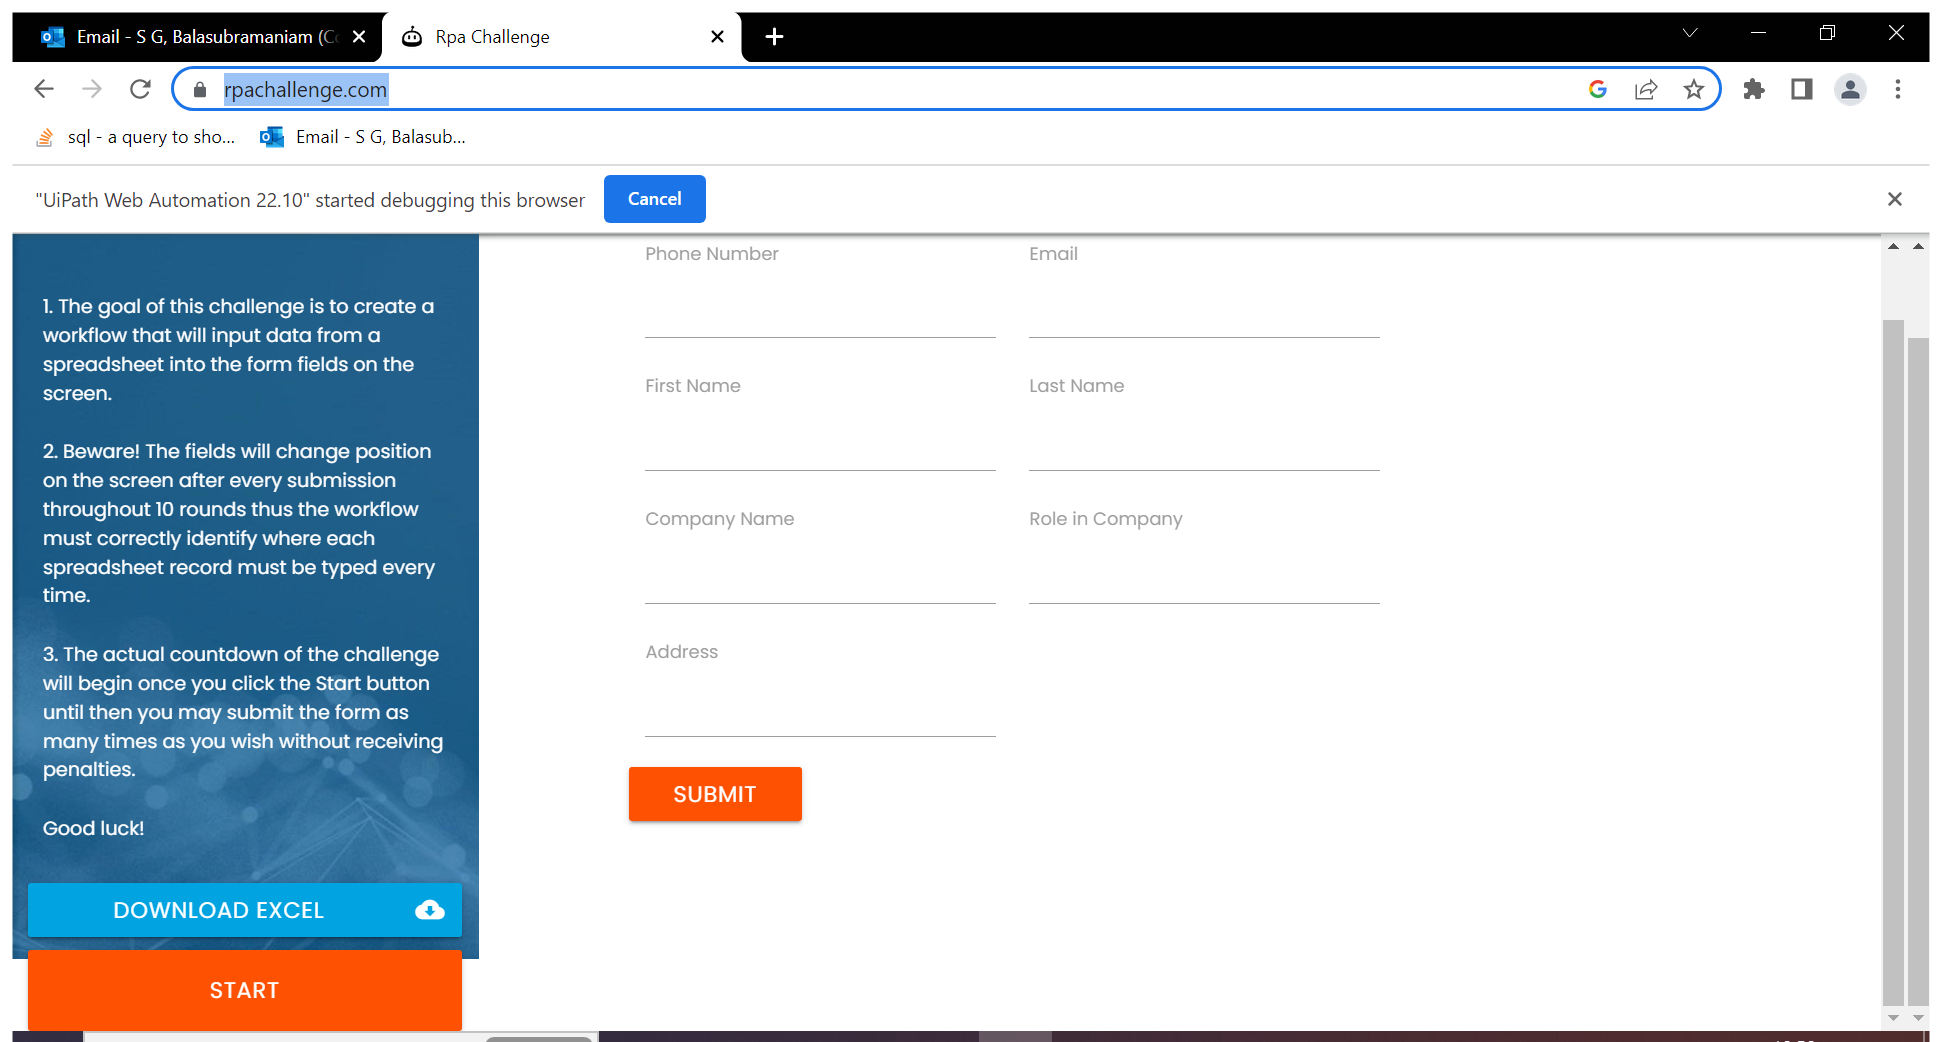 Email - S G, Balasubramaniam (Co
Rpa Challenge
rpachallenge.com
sql - a query to sho...
Email - S G, Balasub...
"UiPath Web Automation 22.10" started debugging this browser
Cancel
1. The goal of this challenge is to create a
workflow that will input data from a
spreadsheet into the form fields on the
screen.
2. Beware! The fields will change position
on the screen after every submission
throughout 10 rounds thus the workflow
must correctly identify where each
spreadsheet record must be typed every
time.
3. The actual countdown of the challenge
will begin once you click the Start button
until then you may submit the form as
many times as you wish without receiving
penalties.
Good luck!
DOWNLOAD EXCEL
START
Phone Number
Email
First Name
Last Name
Company Name
Role in Company
Address
SUBMIT